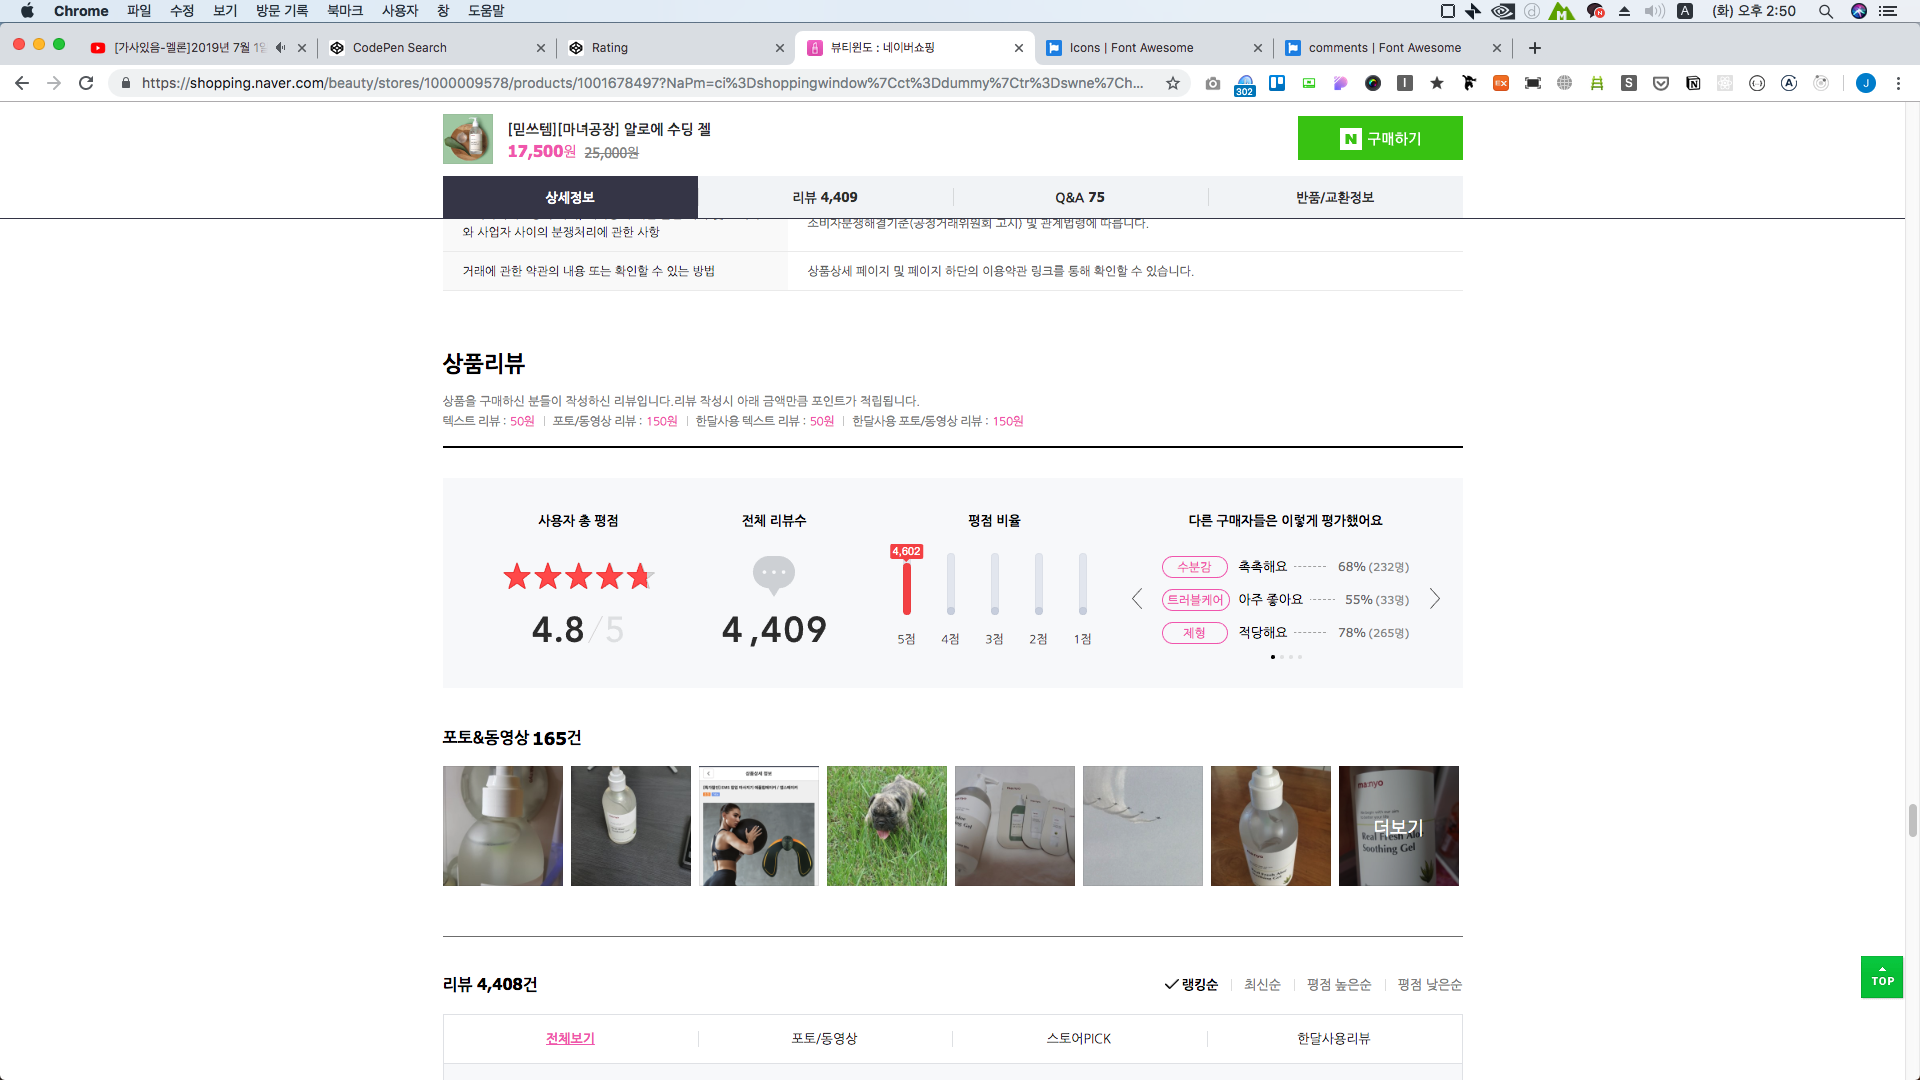 Chrome 파일 수정 보기 방문 기록 북마크 사용자 창 도움말
(화) 오후 2:50
[가사있음-멜론]2019년 7월 1일
CodePen Search
Rating
뷰티윈도 : 네이버쇼핑
Icons | Font Awesome
comments | Font Awesome
https://shopping.naver.com/beauty/stores/1000009578/products/1001678497?NaPm=ci%3Dshoppingwindow%7Cct%3Ddummy%7Ctr%3Dswne%7Ch...
302
[믿쓰템][마녀공장] 알로에 수딩 젤
17,500원 25,000원
N 구매하기
상세정보 리뷰 4,409 Q&A 75 반품/교환정보
와 사업자 사이의 분쟁처리에 관한 사항
소비자분쟁해결기준(공정거래위원회 고시) 및 관계법령에 따릅니다.
거래에 관한 약관의 내용 또는 확인할 수 있는 방법
상품상세 페이지 및 페이지 하단의 이용약관 링크를 통해 확인할 수 있습니다.
상품리뷰
상품을 구매하신 분들이 작성하신 리뷰입니다.리뷰 작성시 아래 금액만큼 포인트가 적립됩니다.
텍스트 리뷰 : 50원 포토/동영상 리뷰 : 150원 한달사용 텍스트 리뷰 : 50원 한달사용 포토/동영상 리뷰 : 150원
사용자 총 평점
4.8/5
전체 리뷰수
4,409
평점 비율
4,602
5점 4점 3점 2점 1점
다른 구매자들은 이렇게 평가했어요
수분감 촉촉해요 68% (232명)
트러블케어 아주 좋아요 55% (33명)
제형 적당해요 78% (265명)
포토&동영상 165건
상품상세 정보
ma:nyo
더보기
Real Fresh Aloe
Soothing Gel
TOP
리뷰 4,408건
랭킹순 최신순 평점 높은순 평점 낮은순
전체보기 포토/동영상 스토어PICK 한달사용리뷰